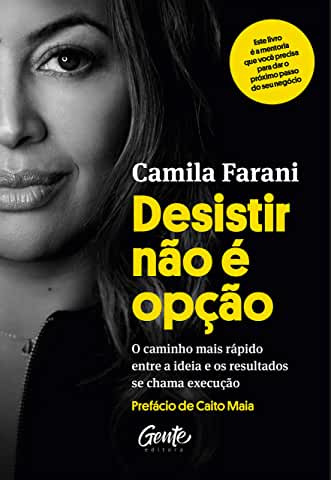 Este livro
é a mentoria
que você precisa
para dar o
próximo passo
do seu negócio
Camila Farani
Desistir
não é
opção
O caminho mais rápido
entre a ideia e os resultados
se chama execução
Prefácio de Caito Maia
Gente
editora